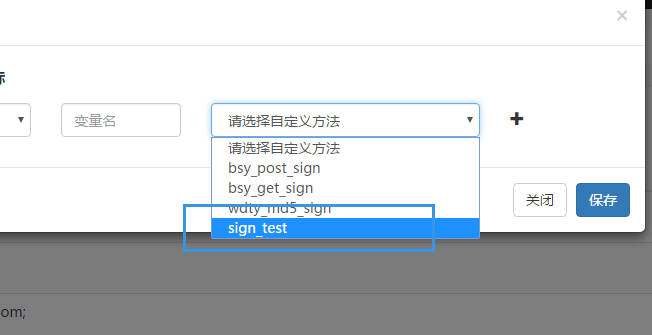 ×
标
变量名
请选择自定义方法
请选择自定义方法
bsy_post_sign
bsy_get_sign
wdty_md5_sign
sign_test
关闭
保存
om;